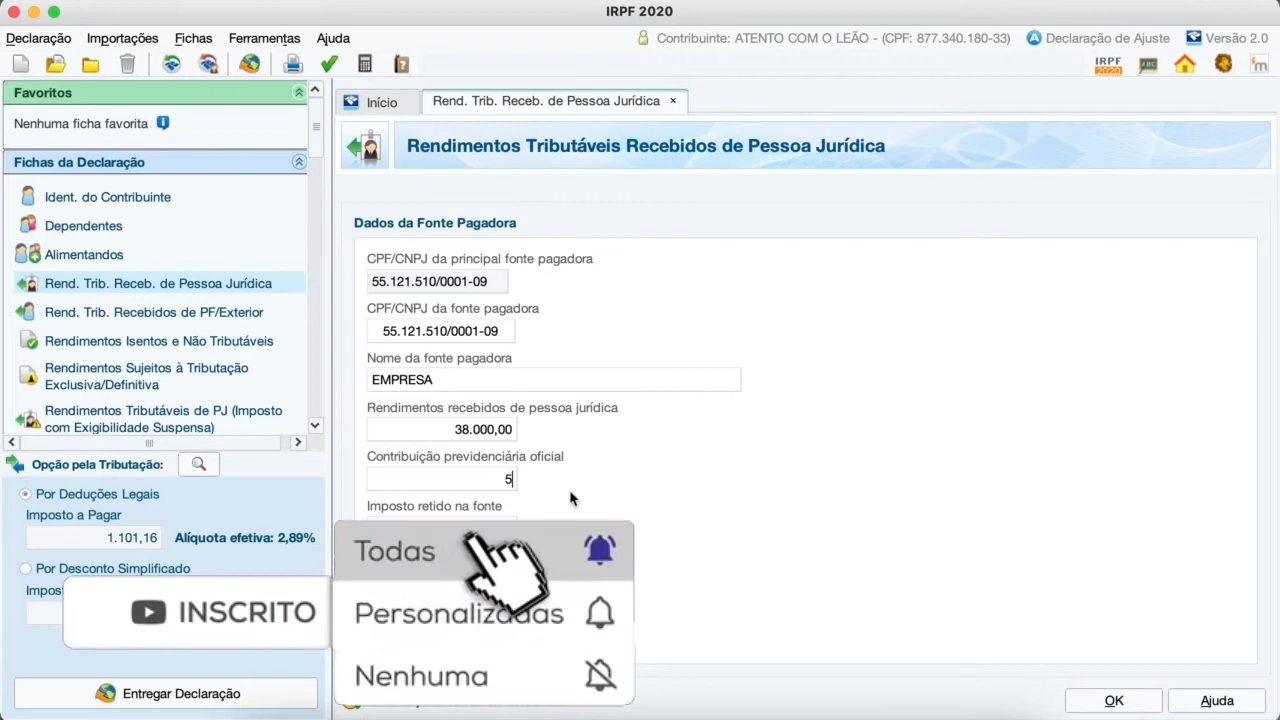 IRPF 2020
Declaração Importações Fichas Ferramentas Ajuda
Contribuinte: ATENTO COM O LEÃO - (CPF: 877.340.180-33) Declaração de Ajuste Versão 2.0
IRPF
2020
ABC
m
Favoritos
Nenhuma ficha favorita
Fichas da Declaração
Ident. do Contribuinte
Dependentes
Alimentandos
Rend. Trib. Receb. de Pessoa Jurídica
Rend. Trib. Recebidos de PF/Exterior
Rendimentos Isentos e Não Tributáveis
Rendimentos Sujeitos à Tributação
Exclusiva/Definitiva
Rendimentos Tributáveis de PJ (Imposto
com Exigibilidade Suspensa)
Opção pela Tributação:
Por Deduções Legais
Imposto a Pagar
1.101,16 Alíquota efetiva: 2,89%
Por Desconto Simplificado
Impos
Entregar Declaração
Início
Rend. Trib. Receb. de Pessoa Jurídica ×
Rendimentos Tributáveis Recebidos de Pessoa Jurídica
Dados da Fonte Pagadora
CPF/CNPJ da principal fonte pagadora
55.121.510/0001-09
CPF/CNPJ da fonte pagadora
55.121.510/0001-09
Nome da fonte pagadora
EMPRESA
Rendimentos recebidos de pessoa jurídica
38.000,00
Contribuição previdenciária oficial
5
Imposto retido na fonte
INSCRITO
Todas
Personalizadas
Nenhuma
OK
Ajuda